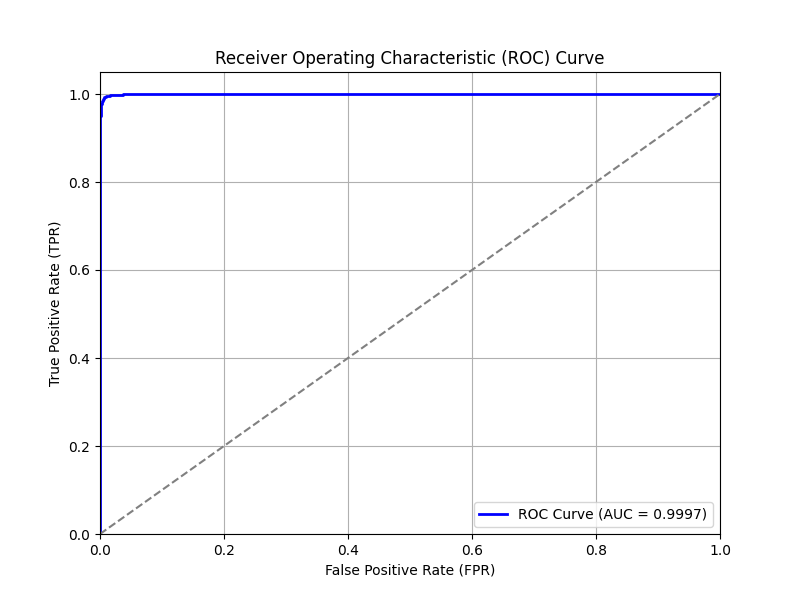 Receiver Operating Characteristic (ROC) Curve
1.0
0.8
0.6
0.4
0.2
0.0
True Positive Rate (TPR)
ROC Curve (AUC = 0.9997)
0.0 0.2 0.4 0.6 0.8 1.0
False Positive Rate (FPR)